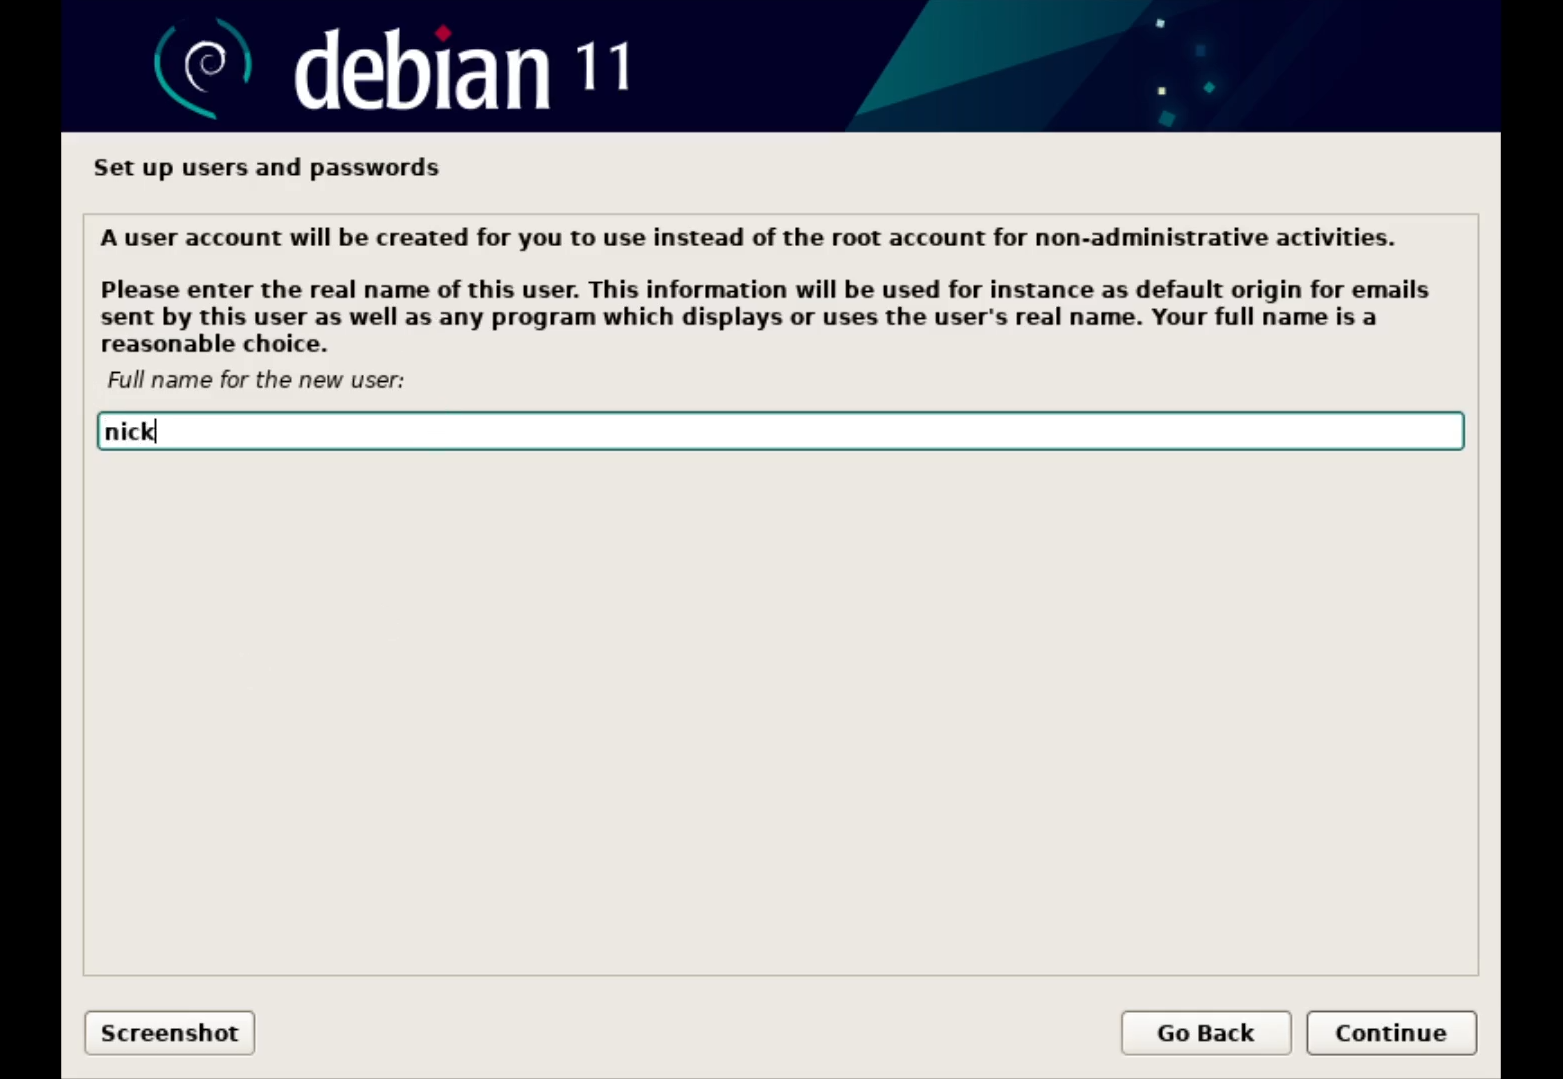 debian 11
Set up users and passwords
A user account will be created for you to use instead of the root account for non-administrative activities.
Please enter the real name of this user. This information will be used for instance as default origin for emails
sent by this user as well as any program which displays or uses the user's real name. Your full name is a
reasonable choice.
Full name for the new user:
nick
Screenshot
Go Back
Continue